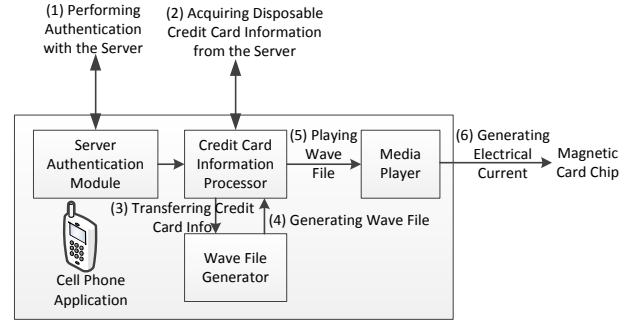 (1) Performing
Authentication
with the Server
(2) Acquiring Disposable
Credit Card Information
from the Server
Server
Authentication
Module
Credit Card
Information
Processor
(5) Playing
Wave
File
Media
Player
(6) Generating
Electrical
Current
Magnetic
Card Chip
(3) Transferring Credit
Card Info
(4) Generating Wave File
Wave File
Generator
Cell Phone
Application